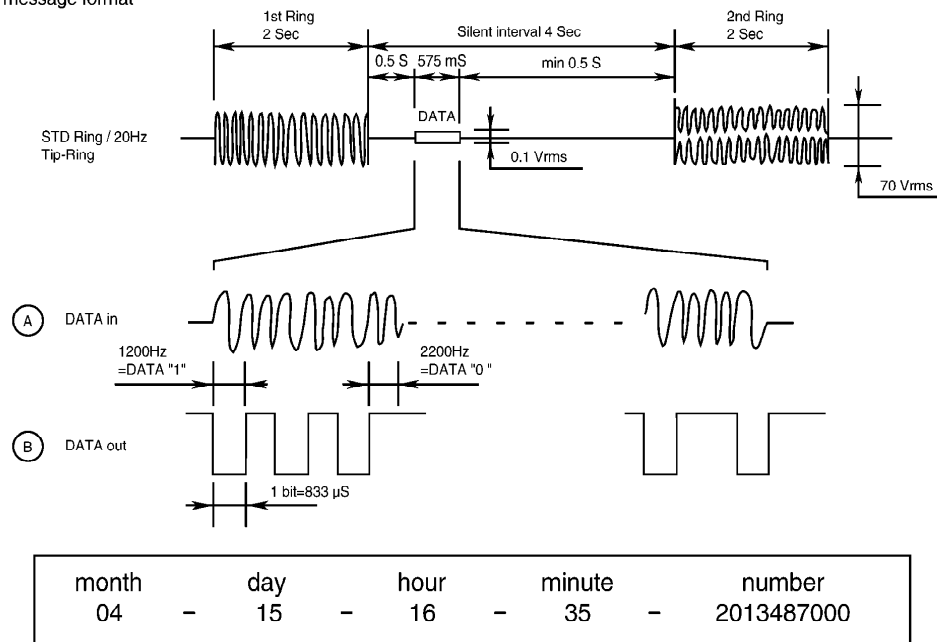 message format
1st Ring
2 Sec
Silent interval 4 Sec
2nd Ring
2 Sec
0.5 S
575 mS
min 0.5 S
DATA
STD Ring / 20Hz
Tip-Ring
0.1 Vrms
70 Vrms
A DATA in
1200Hz
=DATA "1"
2200Hz
=DATA "0 "
B DATA out
1 bit=833 µS
month day hour minute number
04 – 15 – 16 – 35 – 2013487000